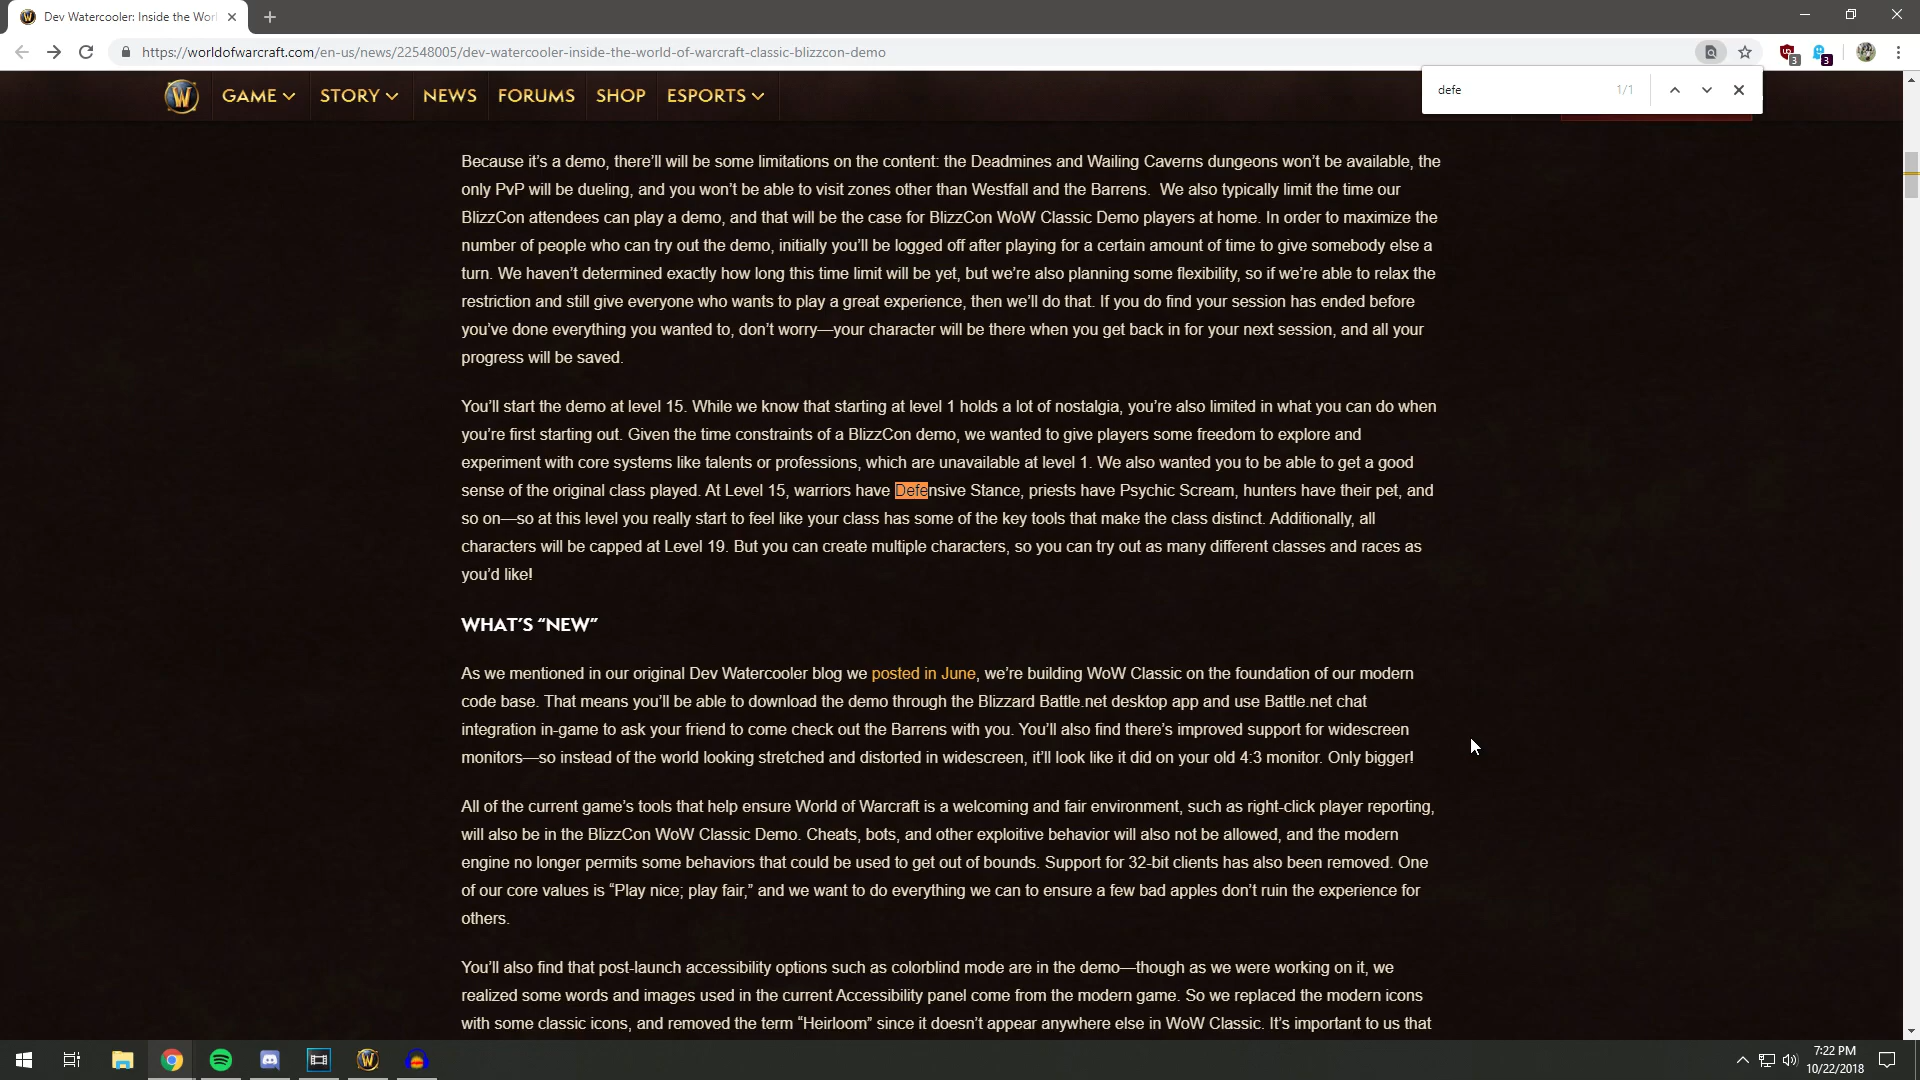 Dev Watercooler: Inside the Worl
https://worldofwarcraft.com/en-us/news/22548005/dev-watercooler-inside-the-world-of-warcraft-classic-blizzcon-demo
3
3
W
GAME
STORY
NEWS
FORUMS
SHOP
ESPORTS
defe
1/1
Because it’s a demo, there’ll will be some limitations on the content: the Deadmines and Wailing Caverns dungeons won’t be available, the
only PvP will be dueling, and you won’t be able to visit zones other than Westfall and the Barrens.  We also typically limit the time our
BlizzCon attendees can play a demo, and that will be the case for BlizzCon WoW Classic Demo players at home. In order to maximize the
number of people who can try out the demo, initially you’ll be logged off after playing for a certain amount of time to give somebody else a
turn. We haven’t determined exactly how long this time limit will be yet, but we’re also planning some flexibility, so if we’re able to relax the
restriction and still give everyone who wants to play a great experience, then we’ll do that. If you do find your session has ended before
you’ve done everything you wanted to, don’t worry—your character will be there when you get back in for your next session, and all your
progress will be saved.
You’ll start the demo at level 15. While we know that starting at level 1 holds a lot of nostalgia, you’re also limited in what you can do when
you’re first starting out. Given the time constraints of a BlizzCon demo, we wanted to give players some freedom to explore and
experiment with core systems like talents or professions, which are unavailable at level 1. We also wanted you to be able to get a good
sense of the original class played. At Level 15, warriors have Defensive Stance, priests have Psychic Scream, hunters have their pet, and
so on—so at this level you really start to feel like your class has some of the key tools that make the class distinct. Additionally, all
characters will be capped at Level 19. But you can create multiple characters, so you can try out as many different classes and races as
you’d like!
WHAT’S “NEW”
As we mentioned in our original Dev Watercooler blog we posted in June, we’re building WoW Classic on the foundation of our modern
code base. That means you’ll be able to download the demo through the Blizzard Battle.net desktop app and use Battle.net chat
integration in-game to ask your friend to come check out the Barrens with you. You’ll also find there’s improved support for widescreen
monitors—so instead of the world looking stretched and distorted in widescreen, it’ll look like it did on your old 4:3 monitor. Only bigger!
All of the current game’s tools that help ensure World of Warcraft is a welcoming and fair environment, such as right-click player reporting,
will also be in the BlizzCon WoW Classic Demo. Cheats, bots, and other exploitive behavior will also not be allowed, and the modern
engine no longer permits some behaviors that could be used to get out of bounds. Support for 32-bit clients has also been removed. One
of our core values is “Play nice; play fair,” and we want to do everything we can to ensure a few bad apples don’t ruin the experience for
others.
You’ll also find that post-launch accessibility options such as colorblind mode are in the demo—though as we were working on it, we
realized some words and images used in the current Accessibility panel come from the modern game. So we replaced the modern icons
with some classic icons, and removed the term “Heirloom” since it doesn’t appear anywhere else in WoW Classic. It’s important to us that
7:22 PM
10/22/2018